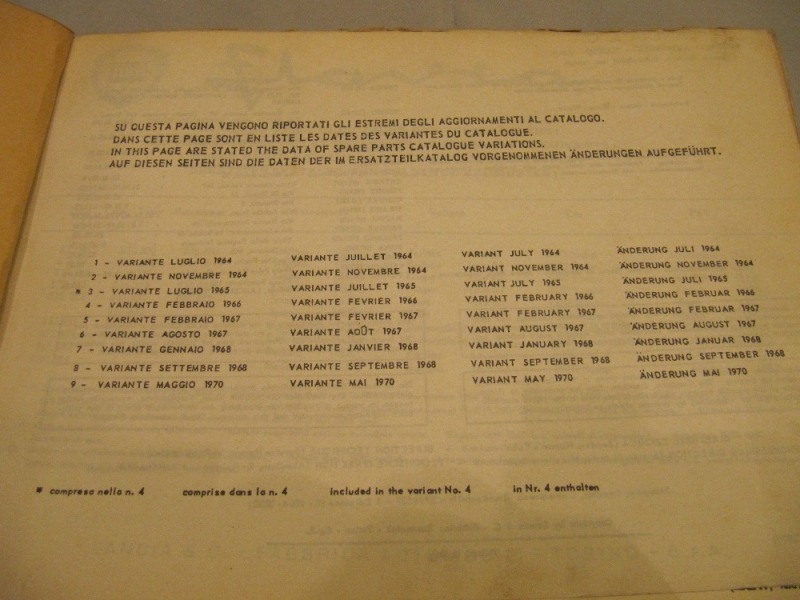 SU QUESTA PAGINA VENGONO RIPORTATI GLI ESTREMI DEGLI AGGIORNAMENTI AL CATALOGO.
DANS CETTE PAGE SONT EN LISTE LES DATES DES VARIANTES DU CATALOGUE.
IN THIS PAGE ARE STATED THE DATA OF SPARE PARTS CATALOGUE VARIATIONS.
AUF DIESEN SEITEN SIND DIE DATEN DER IM ERSATZTEILKATALOG VORGENOMMENEN ÄNDERUNGEN AUFGEFÜHRT.
1 - VARIANTE LUGLIO 1964 VARIANTE JUILLET 1964 VARIANT JULY 1964 ÄNDERUNG JULI 1964
2 - VARIANTE NOVEMBRE 1964 VARIANTE NOVEMBRE 1964 VARIANT NOVEMBER 1964 ÄNDERUNG NOVEMBER 1964
* 3 - VARIANTE LUGLIO 1965 VARIANTE JUILLET 1965 VARIANT JULY 1965 ÄNDERUNG JULI 1965
4 - VARIANTE FEBBRAIO 1966 VARIANTE FEVRIER 1966 VARIANT FEBRUARY 1966 ÄNDERUNG FEBRUAR 1966
5 - VARIANTE FEBBRAIO 1967 VARIANTE FEVRIER 1967 VARIANT FEBRUARY 1967 ÄNDERUNG FEBRUAR 1967
6 - VARIANTE AGOSTO 1967 VARIANTE AOÛT 1967 VARIANT AUGUST 1967 ÄNDERUNG AUGUST 1967
7 - VARIANTE GENNAIO 1968 VARIANTE JANVIER 1968 VARIANT JANUARY 1968 ÄNDERUNG JANUAR 1968
8 - VARIANTE SETTEMBRE 1968 VARIANTE SEPTEMBRE 1968 VARIANT SEPTEMBER 1968 ÄNDERUNG SEPTEMBER 1968
9 - VARIANTE MAGGIO 1970 VARIANTE MAI 1970 VARIANT MAY 1970 ÄNDERUNG MAI 1970
* compresa nella n. 4 comprise dans la n. 4 included in the variant No. 4 in Nr. 4 enthalten